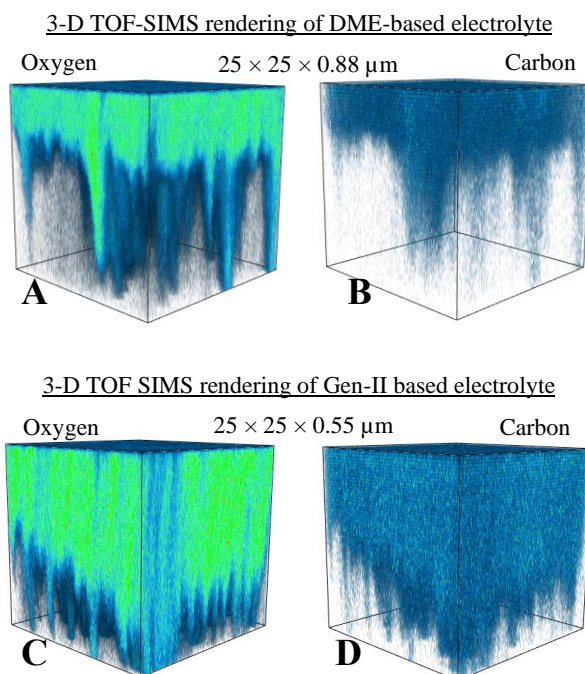 3-D TOF-SIMS rendering of DME-based electrolyte
Oxygen 25 × 25 × 0.88 µm Carbon
A B
3-D TOF SIMS rendering of Gen-II based electrolyte
Oxygen 25 × 25 × 0.55 µm Carbon
C D